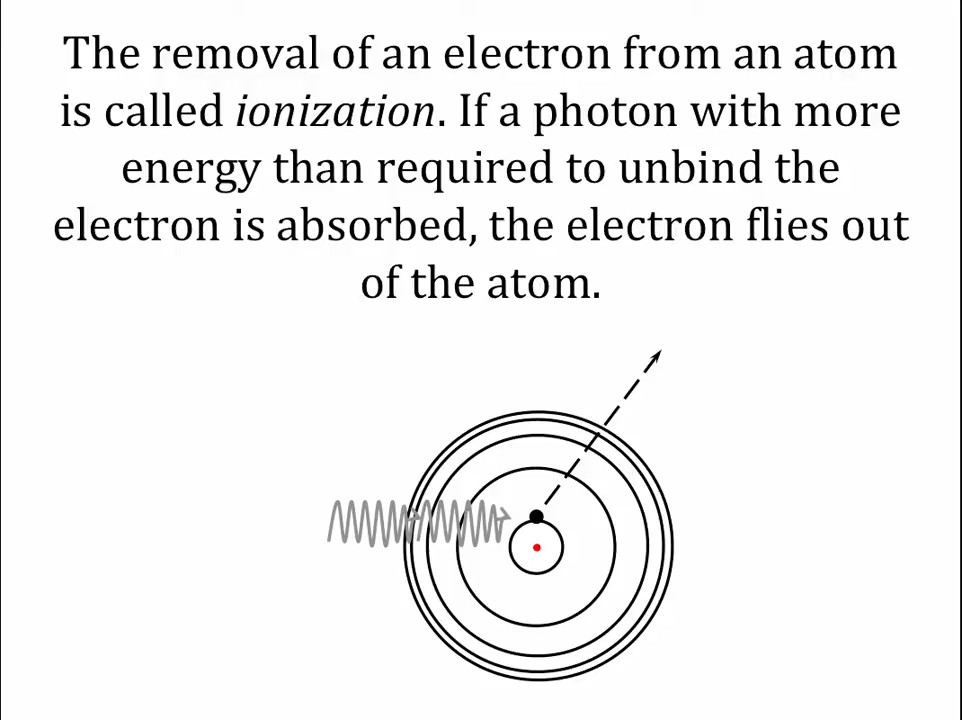 The removal of an electron from an atom
is called ionization. If a photon with more
energy than required to unbind the
electron is absorbed, the electron flies out
of the atom.